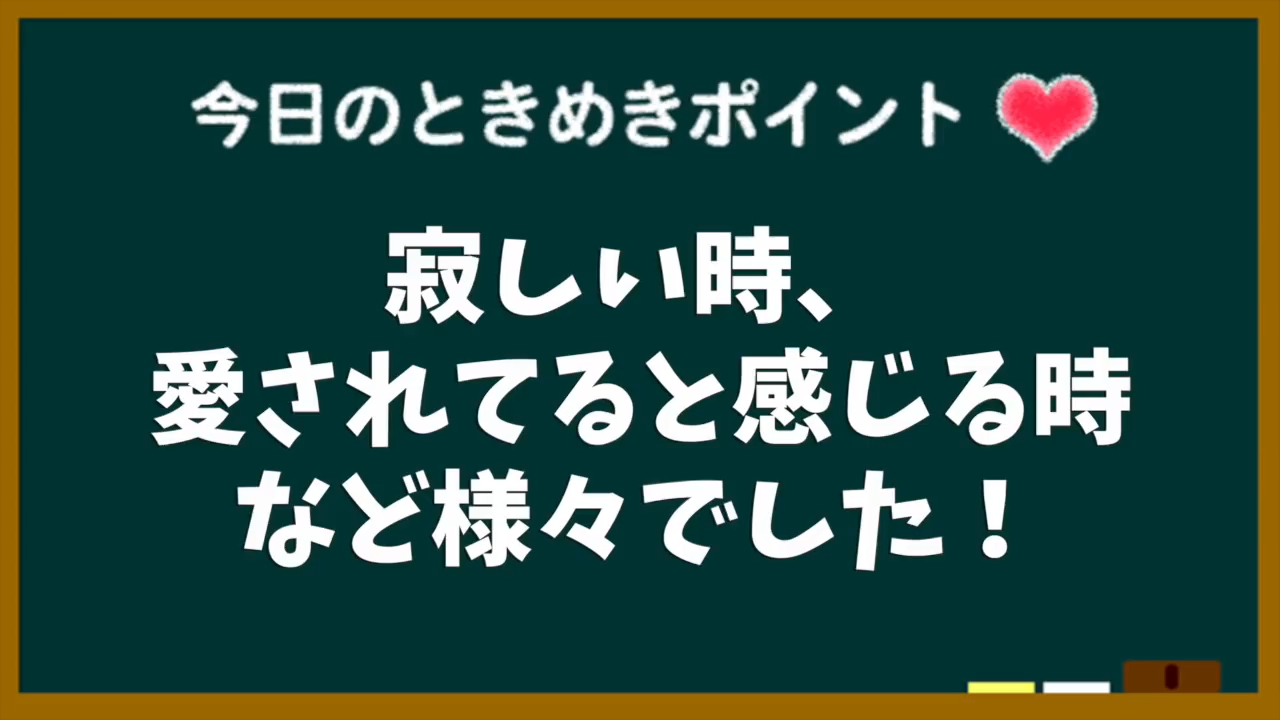 今日のときめきポイント
寂しい時、
愛されてると感じる時
など様々でした！